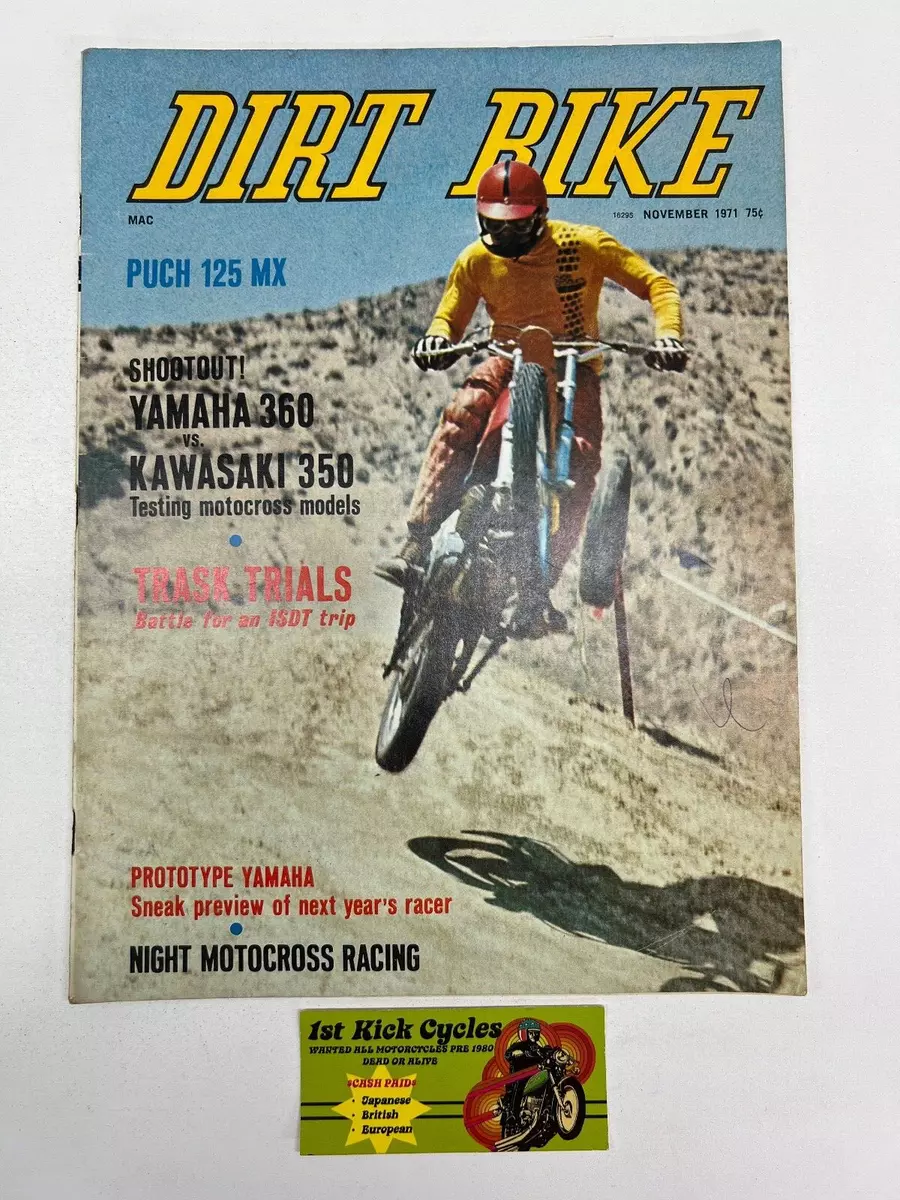 DIRT BIKE
MAC
16295 NOVEMBER 1971 75¢
PUCH 125 MX
SHOOTOUT!
YAMAHA 360
VS.
KAWASAKI 350
Testing motocross models
TRASK TRIALS
Battle for an ISDT trip
PROTOTYPE YAMAHA
Sneak preview of next year's racer
NIGHT MOTOCROSS RACING
1st Kick Cycles
WANTED ALL MOTORCYCLES PRE 1980
DEAD OR ALIVE
$CASH PAID$
• Japanese
• British
• European